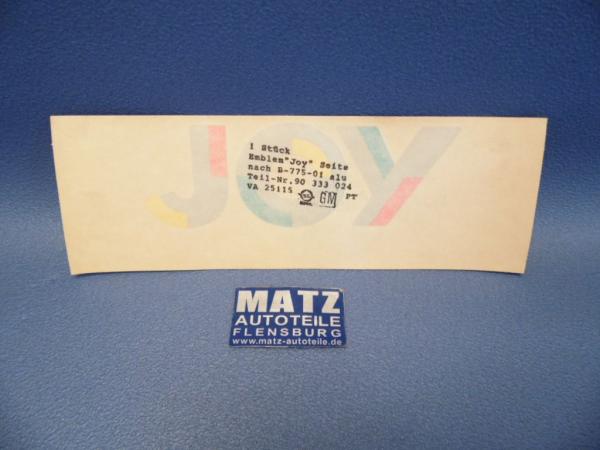 JOY
1 Stück
Emblem"Joy" Seite
nach B-775-01 alu
Teil-Nr.90 333 024
VA 25115 GM PT
MATZ
AUTOTEILE
FLENSBURG
www.matz-autoteile.de